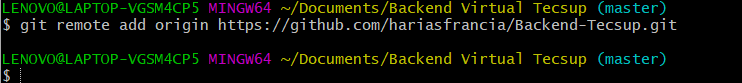 LENOVO@LAPTOP-VGSM4CP5 MINGW64 ~/Documents/Backend Virtual Tecsup (master)
$ git remote add origin https://github.com/hariasfrancia/Backend-Tecsup.git
LENOVO@LAPTOP-VGSM4CP5 MINGW64 ~/Documents/Backend Virtual Tecsup (master)
$